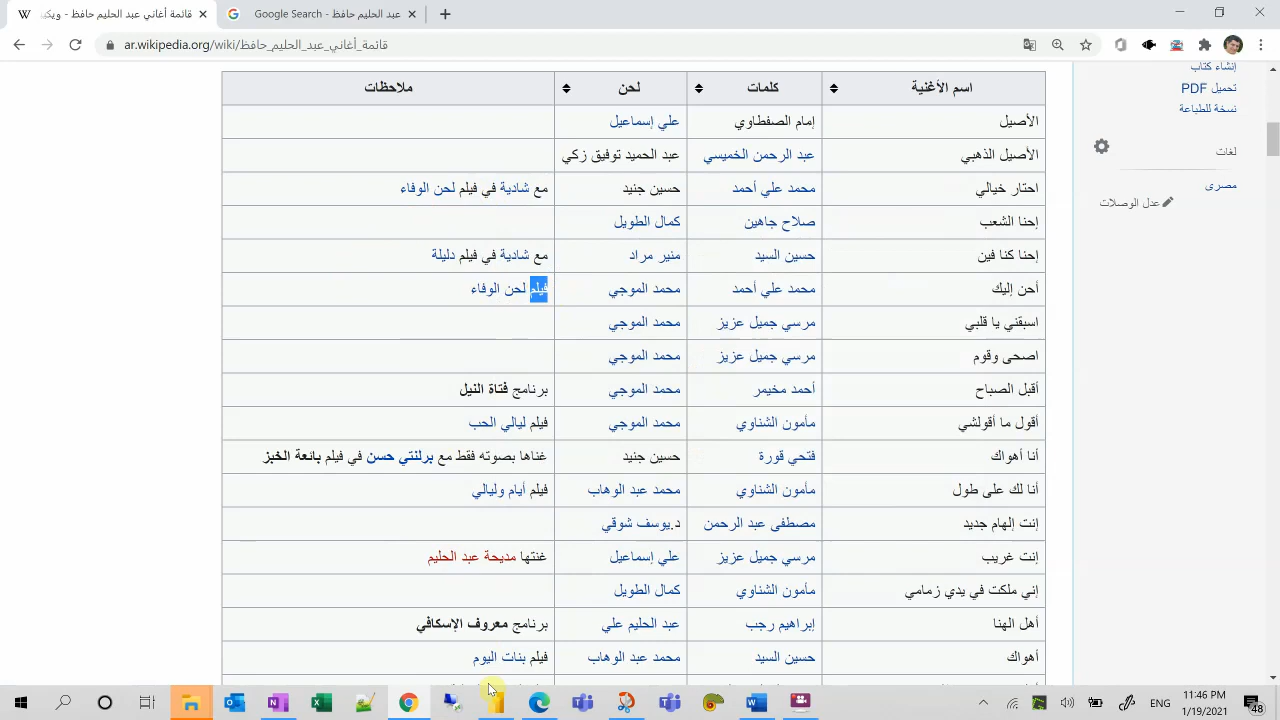 قائمة أغاني عبد الحليم حافظ - ويكي
عبد الحليم حافظ - Google Search
ar.wikipedia.org/wiki/قائمة_أغاني_عبد_الحليم_حافظ
إنشاء كتاب
تحميل PDF
نسخة للطباعة
لغات
مصرى
عدل الوصلات
اسم الأغنية كلمات لحن ملاحظات
الأصيل إمام الصفطاوي علي إسماعيل
الأصيل الذهبي عبد الرحمن الخميسي عبد الحميد توفيق زكي
احتار خيالي محمد علي أحمد حسين جنيد مع شادية في فيلم لحن الوفاء
إحنا الشعب صلاح جاهين كمال الطويل
إحنا كنا فين حسين السيد منير مراد مع شادية في فيلم دليلة
أحن إليك محمد علي أحمد محمد الموجي فيلم لحن الوفاء
اسبقني يا قلبي مرسي جميل عزيز محمد الموجي
اصحى وقوم مرسي جميل عزيز محمد الموجي
أقبل الصباح أحمد مخيمر محمد الموجي برنامج فتاة النيل
أقول ما أقولشي مأمون الشناوي محمد الموجي فيلم ليالي الحب
أنا أهواك فتحي قورة حسين جنيد غناها بصوته فقط مع برلنتي حسن في فيلم بائعة الخبز
أنا لك على طول مأمون الشناوي محمد عبد الوهاب فيلم أيام وليالي
إنت إلهام جديد مصطفى عبد الرحمن د.يوسف شوقي
إنت غريب مرسي جميل عزيز علي إسماعيل غنتها مديحة عبد الحليم
إني ملكت في يدي زمامي مأمون الشناوي كمال الطويل
أهل الهنا إبراهيم رجب عبد الحليم علي برنامج معروف الإسكافي
أهواك حسين السيد محمد عبد الوهاب فيلم بنات اليوم
ENG
11:46 PM
1/19/2021
48